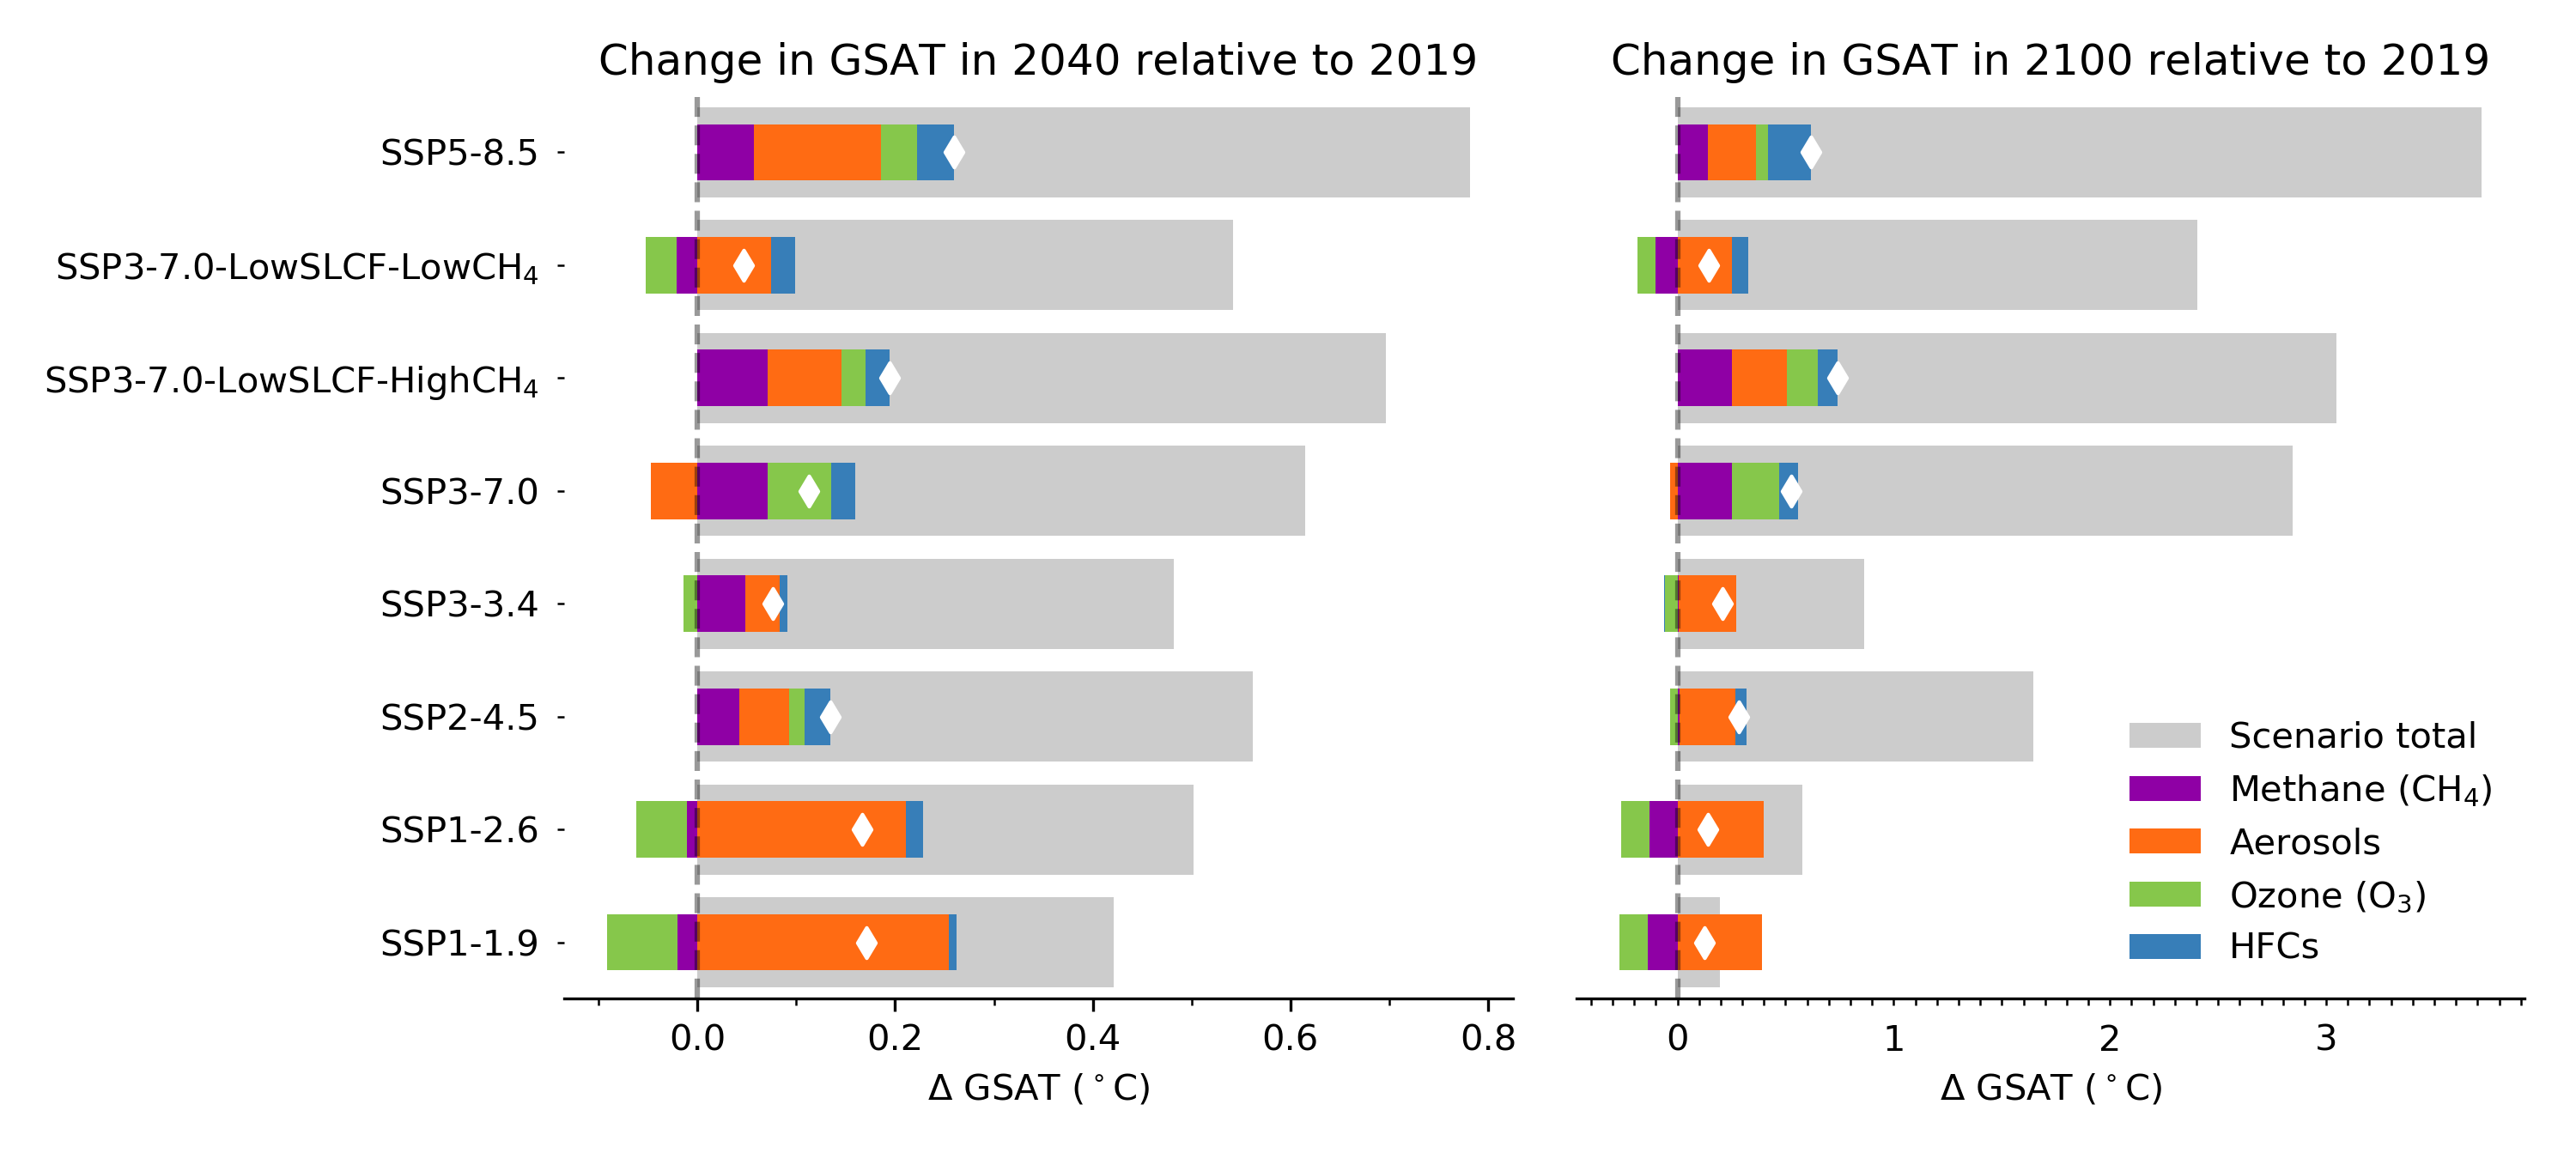 Change in GSAT in 2040 relative to 2019
SSP5-8.5
SSP3-7.0-LowSLCF-LowCH₄
SSP3-7.0-LowSLCF-HighCH₄
SSP3-7.0
SSP3-3.4
SSP2-4.5
SSP1-2.6
SSP1-1.9
0.0 0.2 0.4 0.6 0.8
Δ GSAT (°C)
Change in GSAT in 2100 relative to 2019
Scenario total
Methane (CH₄)
Aerosols
Ozone (O₃)
HFCs
0 1 2 3
Δ GSAT (°C)